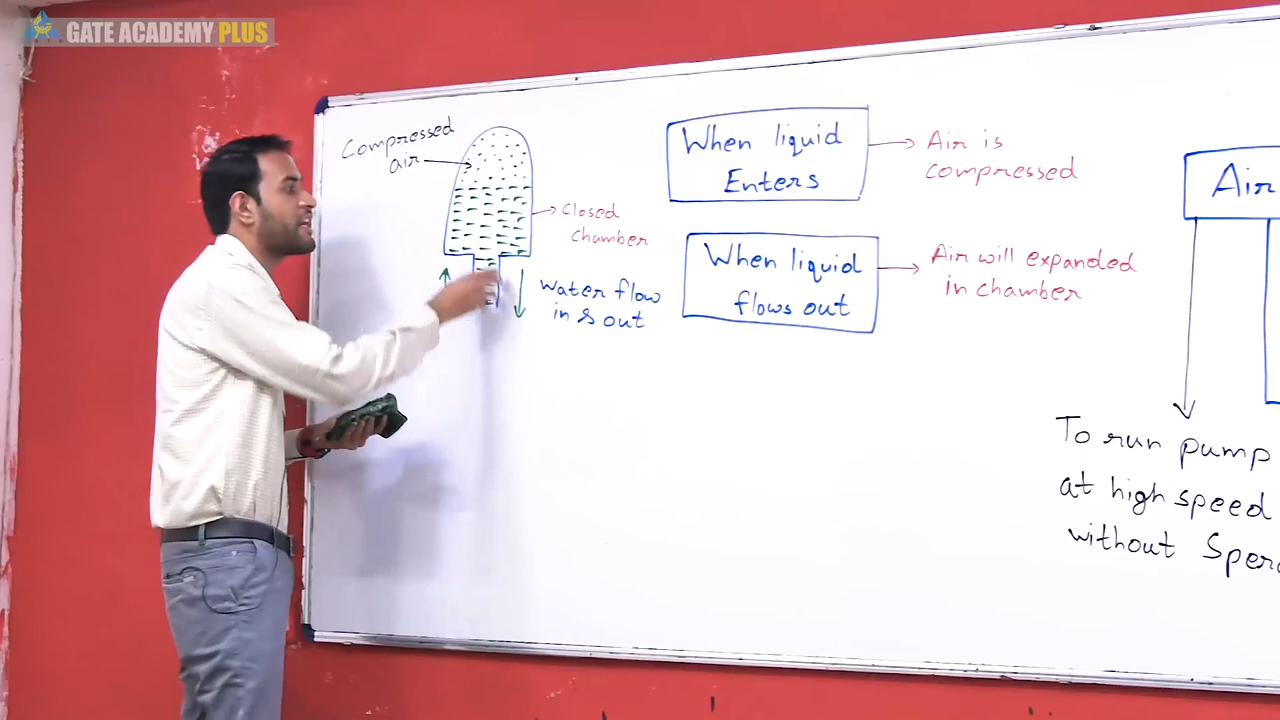 GATE ACADEMY PLUS
Compressed
air
Closed
chamber
Water flow
in & out
When liquid
Enters
Air is
compressed
When liquid
flows out
Air will expanded
in chamber
Air
To run pump
at high speed
without